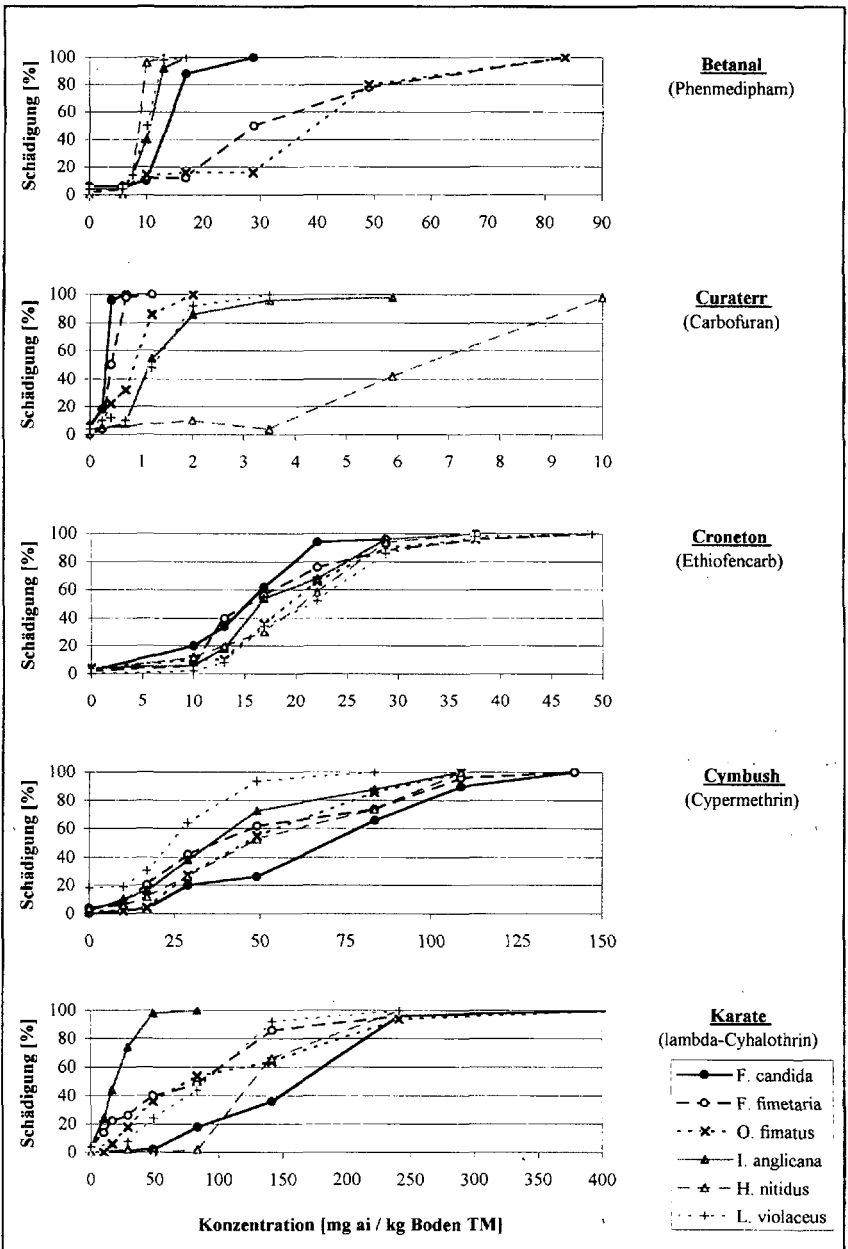 Schädigung [%]
100
80
60
40
20
0
0 10 20 30 40 50 60 70 80 90
Betanal
(Phenmedipham)
Schädigung [%]
100
80
60
40
20
0
0 1 2 3 4 5 6 7 8 9 10
Curaterr
(Carbofuran)
Schädigung [%]
100
80
60
40
20
0
0 5 10 15 20 25 30 35 40 45 50
Croneton
(Ethiofencarb)
Schädigung [%]
100
80
60
40
20
0
0 25 50 75 100 125 150
Cymbush
(Cypermethrin)
Schädigung [%]
100
80
60
40
20
0
0 50 100 150 200 250 300 350 400
Konzentration [mg ai / kg Boden TM]
Karate
(lambda-Cyhalothrin)
F. candida
F. fimetaria
O. fimatus
I. anglicana
H. nitidus
L. violaceus